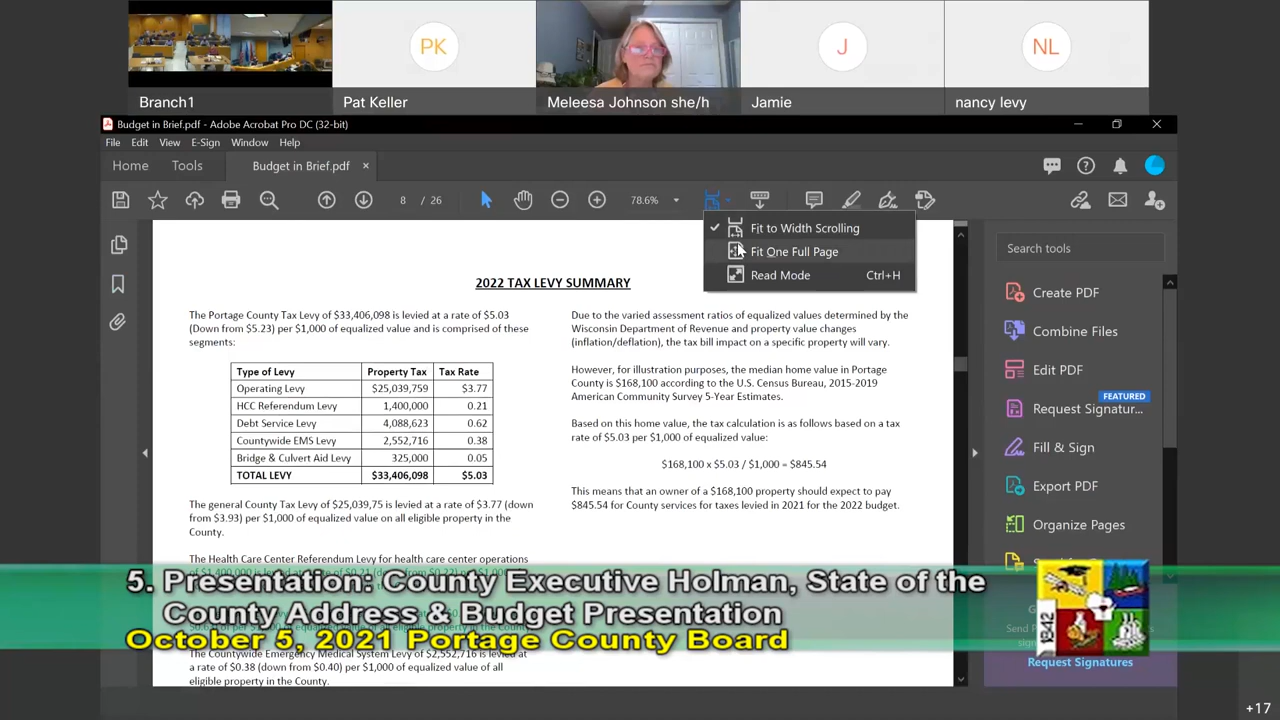 PK
J
NL
Branch1
Pat Keller
Meleesa Johnson she/h
Jamie
nancy levy
Budget in Brief.pdf - Adobe Acrobat Pro DC (32-bit)
File Edit View E-Sign Window Help
Home Tools Budget in Brief.pdf ×
8 / 26 78.6%
Fit to Width Scrolling
Fit One Full Page
Read Mode Ctrl+H
Search tools
Create PDF
Combine Files
Edit PDF
FEATURED
Request Signatur...
Fill & Sign
Export PDF
Organize Pages
Request Signatures
2022 TAX LEVY SUMMARY
The Portage County Tax Levy of $33,406,098 is levied at a rate of $5.03
(Down from $5.23) per $1,000 of equalized value and is comprised of these
segments:
Type of Levy Property Tax Tax Rate
Operating Levy $25,039,759 $3.77
HCC Referendum Levy 1,400,000 0.21
Debt Service Levy 4,088,623 0.62
Countywide EMS Levy 2,552,716 0.38
Bridge & Culvert Aid Levy 325,000 0.05
TOTAL LEVY $33,406,098 $5.03
The general County Tax Levy of $25,039,75 is levied at a rate of $3.77 (down
from $3.93) per $1,000 of equalized value on all eligible property in the
County.
The Health Care Center Referendum Levy for health care center operations
The Countywide Emergency Medical System Levy of $2,552,716 is levied at
a rate of $0.38 (down from $0.40) per $1,000 of equalized value of all
eligible property in the County.
Due to the varied assessment ratios of equalized values determined by the
Wisconsin Department of Revenue and property value changes
(inflation/deflation), the tax bill impact on a specific property will vary.
However, for illustration purposes, the median home value in Portage
County is $168,100 according to the U.S. Census Bureau, 2015-2019
American Community Survey 5-Year Estimates.
Based on this home value, the tax calculation is as follows based on a tax
rate of $5.03 per $1,000 of equalized value:
$168,100 x $5.03 / $1,000 = $845.54
This means that an owner of a $168,100 property should expect to pay
$845.54 for County services for taxes levied in 2021 for the 2022 budget.
5. Presentation: County Executive Holman, State of the
County Address & Budget Presentation
October 5, 2021 Portage County Board
1842
+17